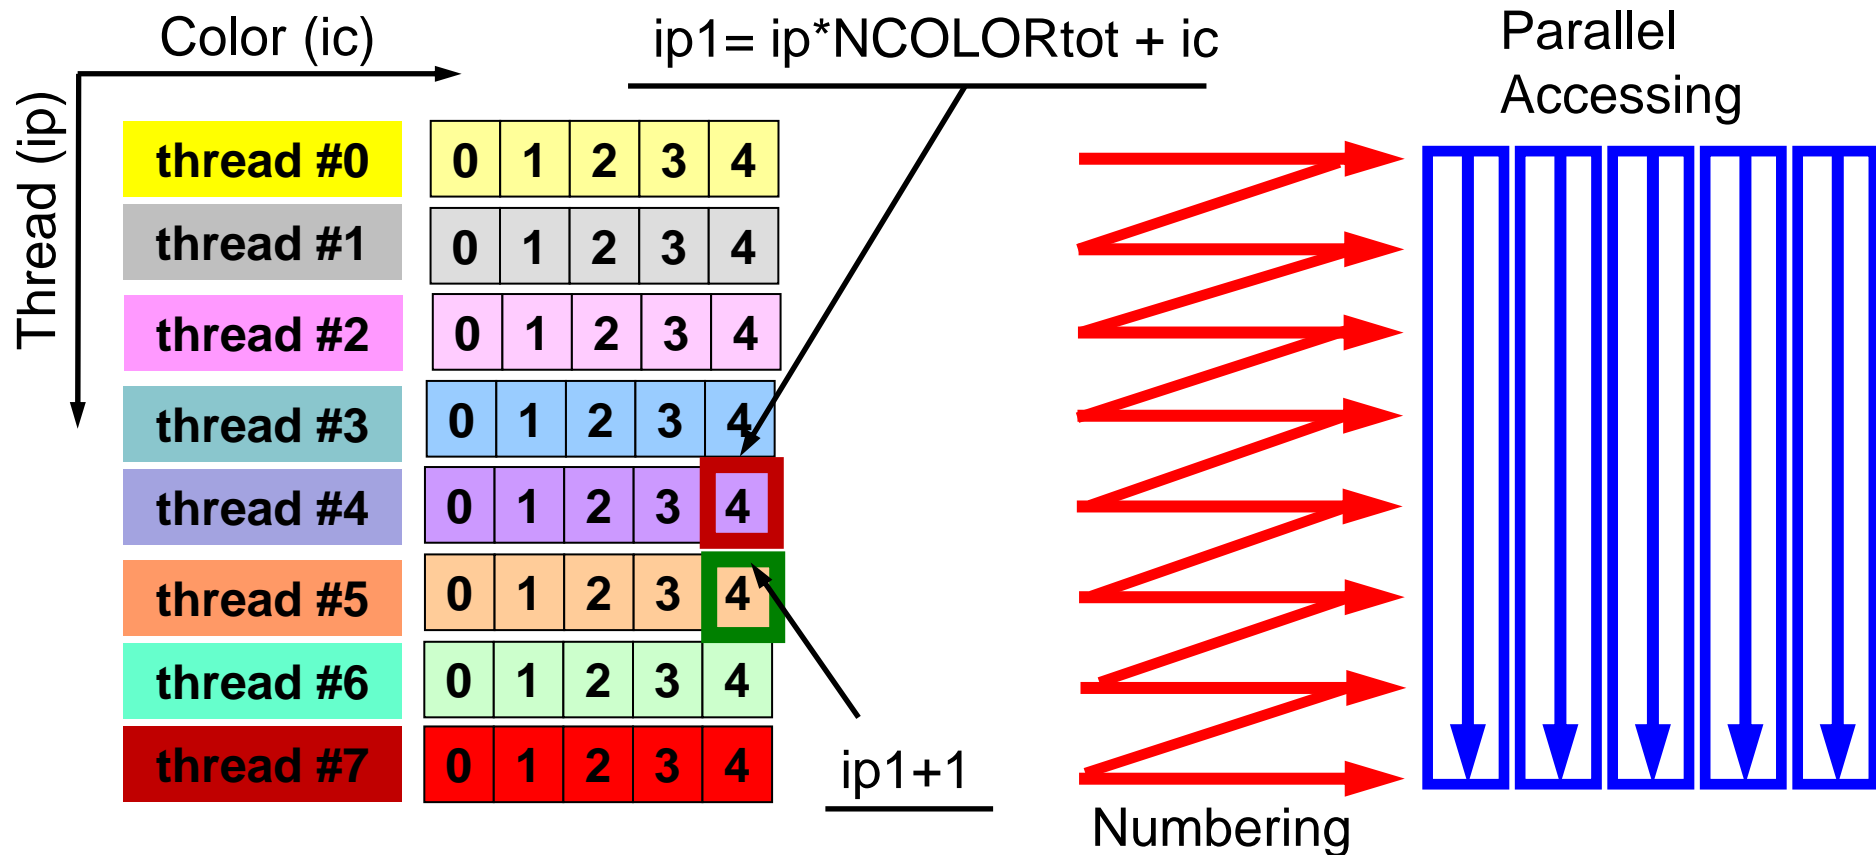 Color (ic)
ip1= ip*NCOLORtot + ic
Parallel
Accessing
Thread (ip)
thread #0 0 1 2 3 4
thread #1 0 1 2 3 4
thread #2 0 1 2 3 4
thread #3 0 1 2 3 4
thread #4 0 1 2 3 4
thread #5 0 1 2 3 4
thread #6 0 1 2 3 4
thread #7 0 1 2 3 4
ip1+1
Numbering